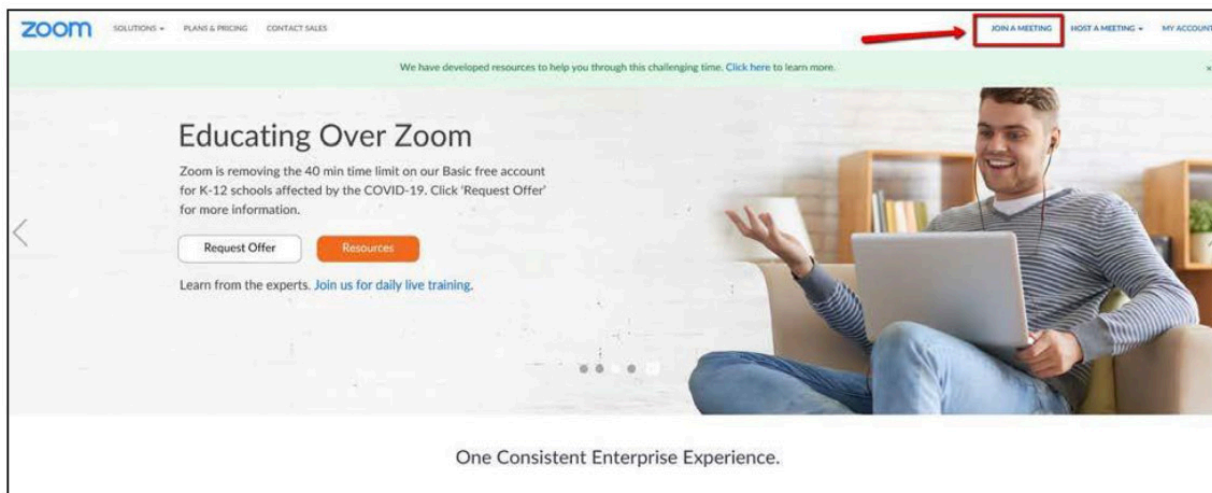 zoom SOLUTIONS PLANS & PRICING CONTACT SALES JOIN A MEETING HOST A MEETING MY ACCOUNT
We have developed resources to help you through this challenging time. Click here to learn more.
Educating Over Zoom
Zoom is removing the 40 min time limit on our Basic free account
for K-12 schools affected by the COVID-19. Click 'Request Offer'
for more information.
Request Offer Resources
Learn from the experts. Join us for daily live training.
One Consistent Enterprise Experience.